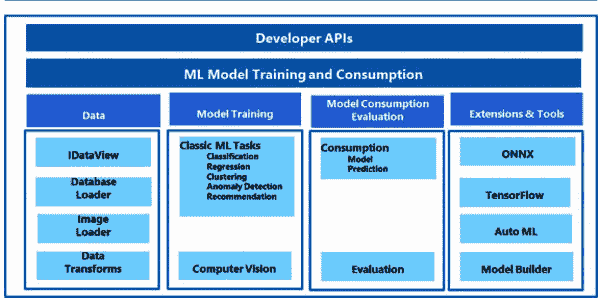 Developer APIs
ML Model Training and Consumption
Data
IDataView
Database
Loader
Image
Loader
Data
Transforms
Model Training
Classic ML Tasks
Classification
Regression
Clustering
Anomaly Detection
Recommendation
Computer Vision
Model Consumption
Evaluation
Consumption
Model
Prediction
Evaluation
Extensions & Tools
ONNX
TensorFlow
Auto ML
Model Builder